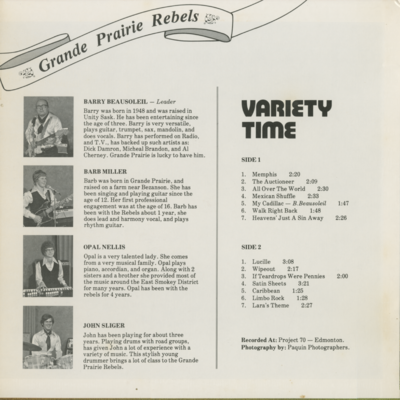 Grande Prairie Rebels
BARRY BEAUSOLEIL — Leader
Barry was born in 1948 and was raised in
Unity Sask. He has been entertaining since
the age of three. Barry is very versatile,
plays guitar, trumpet, sax, mandolin, and
does vocals. Barry has performed on Radio,
and T.V., has backed up such artists as:
Dick Damron, Micheal Brandon, and Al
Cherney. Grande Prairie is lucky to have him.
BARB MILLER
Barb was born in Grande Prairie, and
raised on a farm near Bezanson. She has
been singing and playing guitar since the
age of 12. Her first professional
engagement was at the age of 16. Barb has
been with the Rebels about 1 year, she
does lead and harmony vocal, and plays
rhythm guitar.
OPAL NELLIS
Opal is a very talented lady. She comes
from a very musical family. Opal plays
piano, accordian, and organ. Along with 2
sisters and a brother she provided most of
the music around the East Smokey District
for many years. Opal has been with the
rebels for 4 years.
JOHN SLIGER
John has been playing for about three
years. Playing drums with road groups,
has given John a lot of experience with a
variety of music. This stylish young
drummer brings a lot of class to the Grande
Prairie Rebels.
VARIETY
TIME
SIDE 1
1. Memphis 2:20
2. The Auctioneer 2:00
3. All Over The World 2:30
4. Mexican Shuffle 2:33
5. My Cadillac — B. Beausoleil 1:47
6. Walk Right Back 1:48
7. Heavens' Just A Sin Away 2:26
SIDE 2
1. Lucille 3:08
2. Wipeout 2:17
3. If Teardrops Were Pennies 2:00
4. Satin Sheets 3:21
5. Caribbean 1:25
6. Limbo Rock 1:28
7. Lara's Theme 2:27
Recorded At: Project 70 — Edmonton.
Photography by: Paquin Photographers.